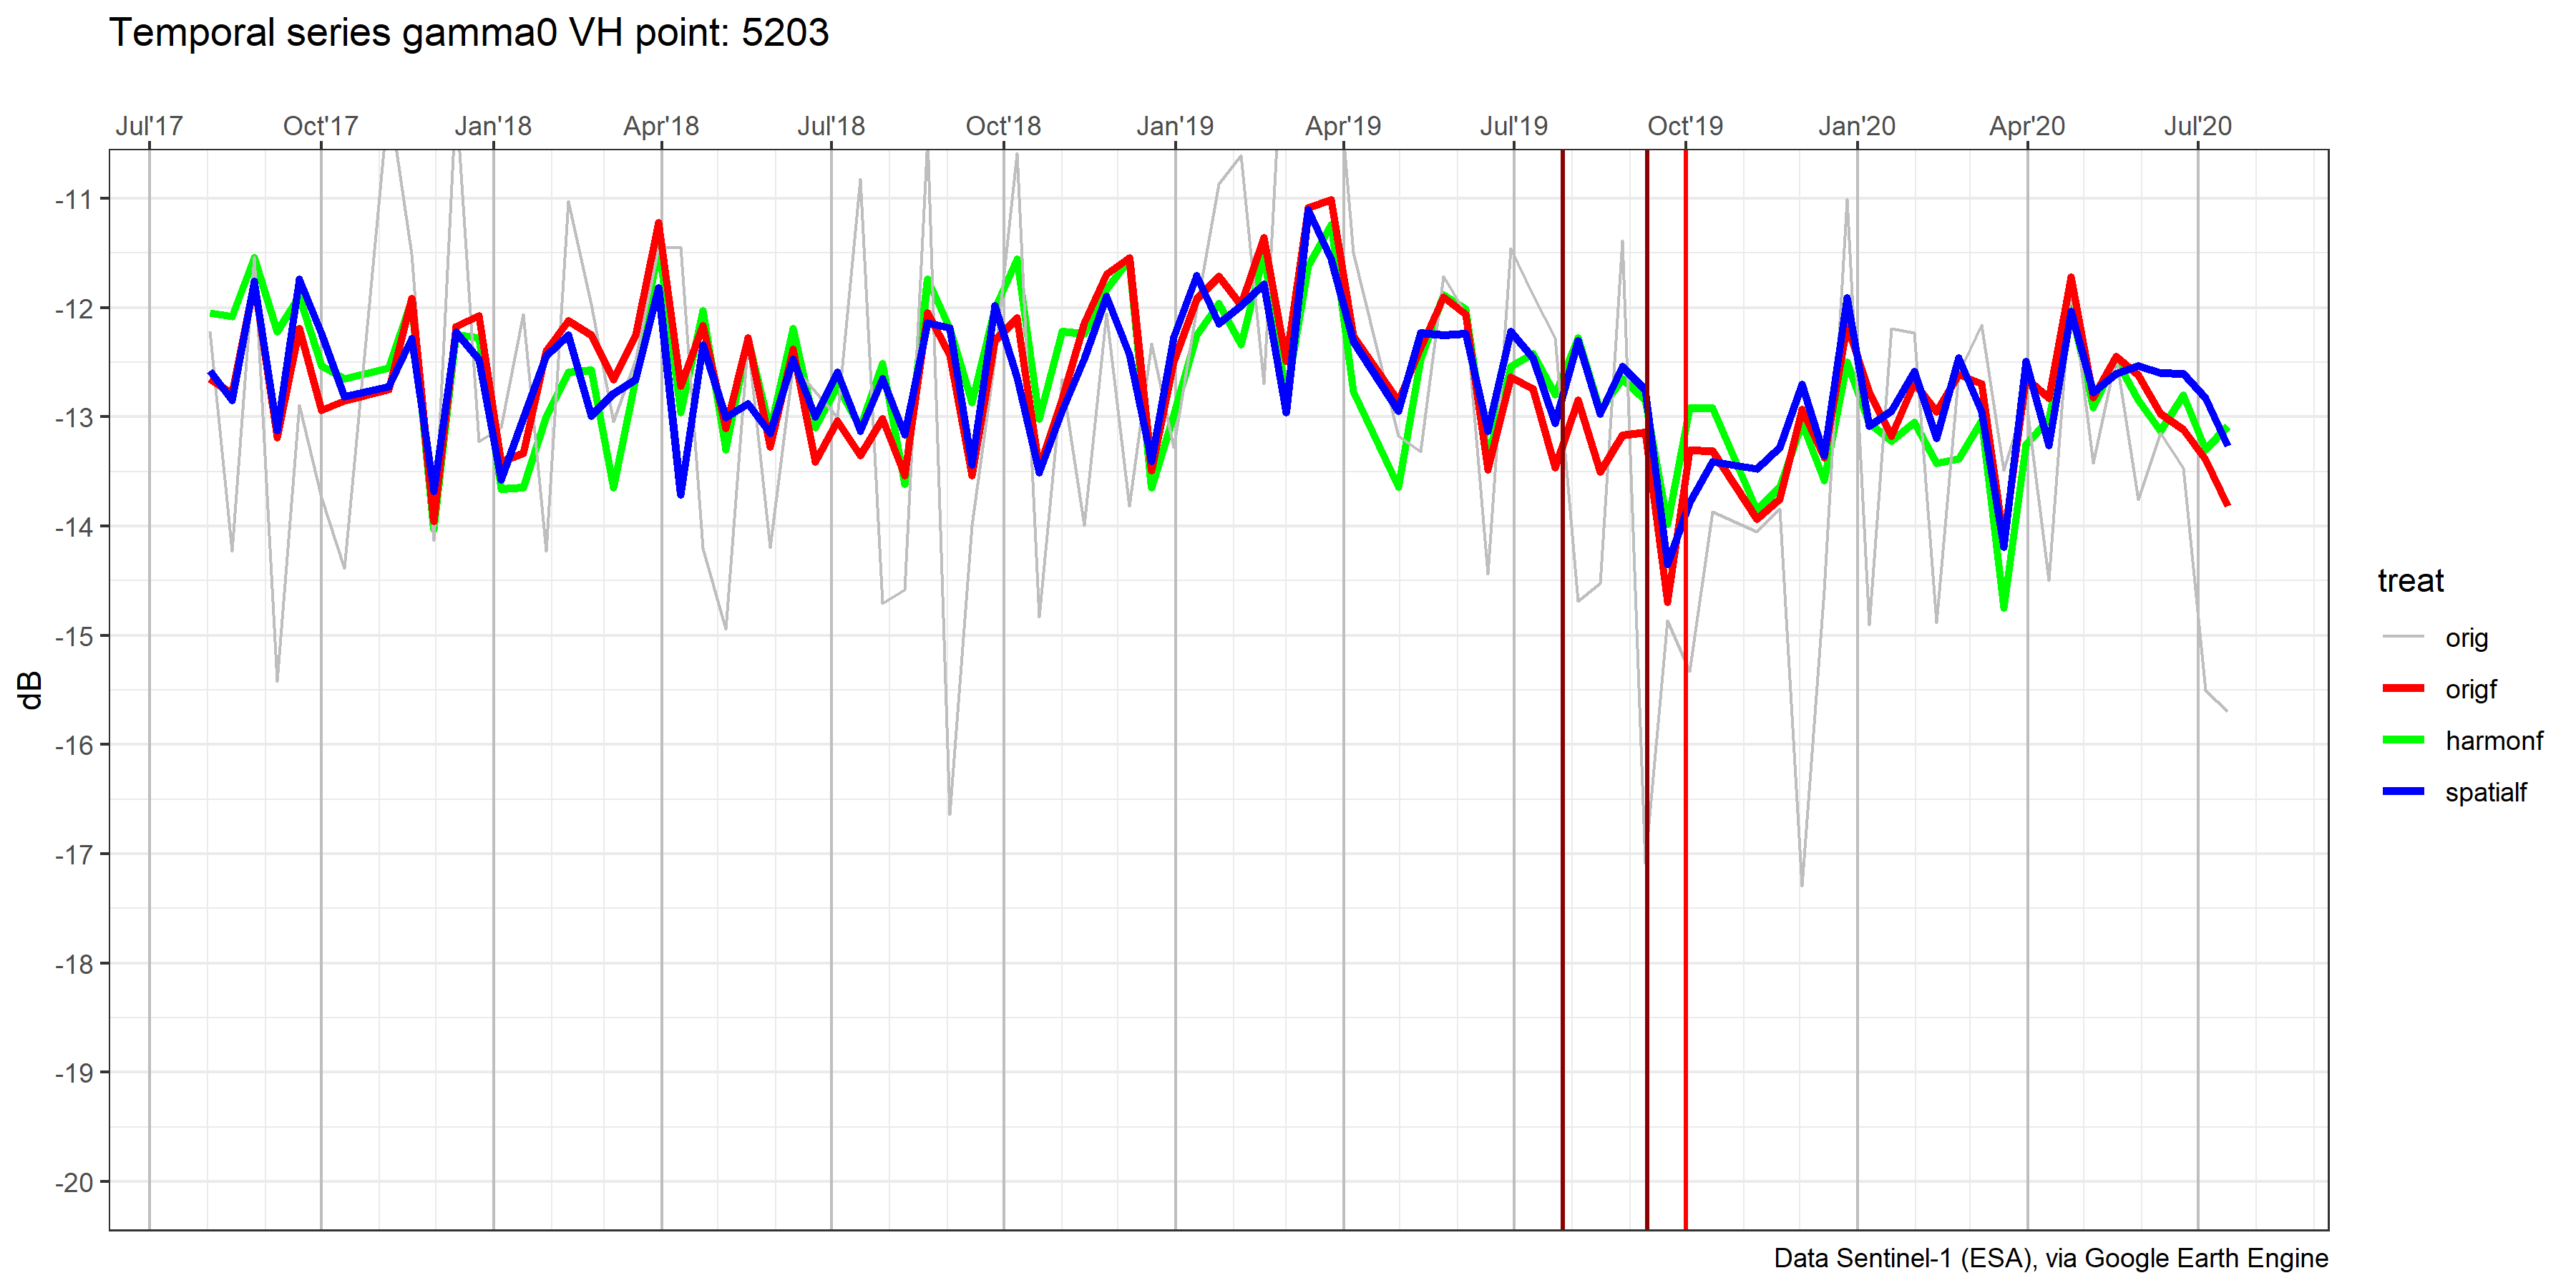 Temporal series gamma0 VH point: 5203
Jul'17 Oct'17 Jan'18 Apr'18 Jul'18 Oct'18 Jan'19 Apr'19 Jul'19 Oct'19 Jan'20 Apr'20 Jul'20
-11
-12
-13
-14
-15
-16
-17
-18
-19
-20
dB
treat
orig
origf
harmonf
spatialf
Data Sentinel-1 (ESA), via Google Earth Engine